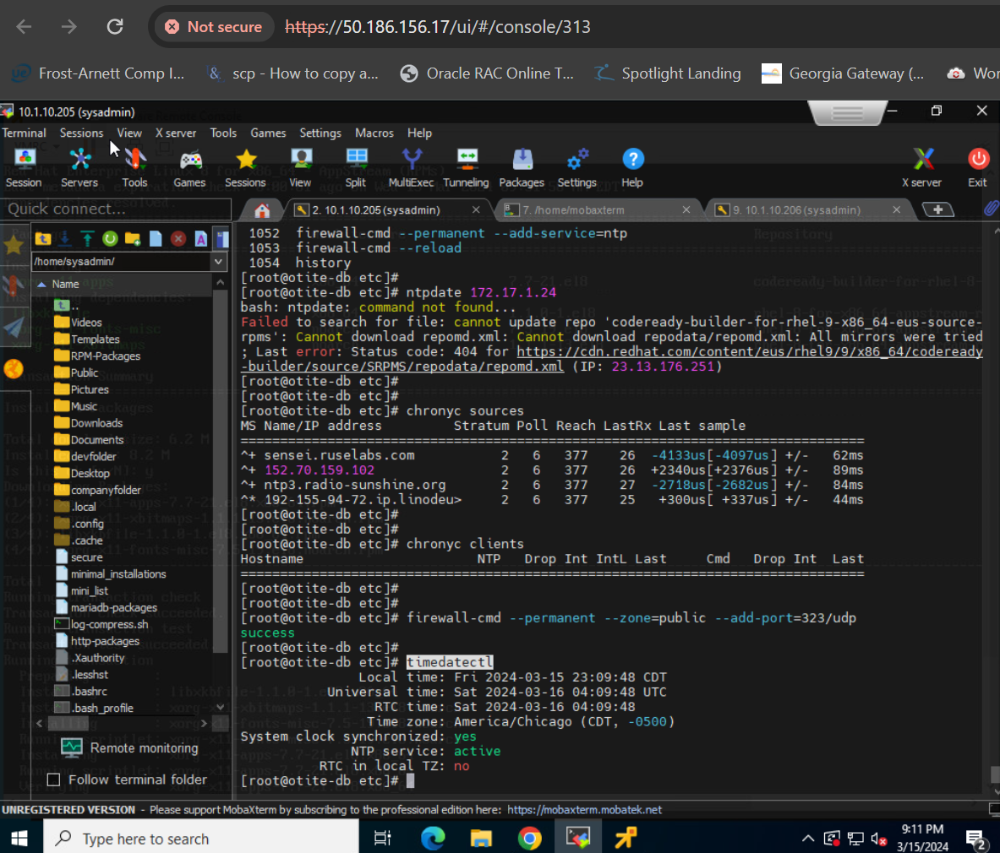 Not secure
https://50.186.156.17/ui/#/console/313
Frost-Arnett Comp I...
scp - How to copy a...
Oracle RAC Online T...
Spotlight Landing
Georgia Gateway (...
Wor
10.1.10.205 (sysadmin)
Terminal Sessions View X server Tools Games Settings Macros Help
Session Servers Tools Games Sessions View Split MultiExec Tunneling Packages Settings Help X server Exit
Quick connect...
2. 10.1.10.205 (sysadmin)
7. /home/mobaxterm
9. 10.1.10.206 (sysadmin)
/home/sysadmin/
Name
..
Videos
Templates
RPM-Packages
Public
Pictures
Music
Downloads
Documents
devfolder
Desktop
companyfolder
.local
.config
.cache
secure
minimal_installations
mini_list
mariadb-packages
log-compress.sh
http-packages
.Xauthority
.lesshst
.bashrc
.bash_profile
Remote monitoring
Follow terminal folder
1052 firewall-cmd --permanent --add-service=ntp
1053 firewall-cmd --reload
1054 history
[root@otite-db etc]#
[root@otite-db etc]# ntpdate 172.17.1.24
bash: ntpdate: command not found...
Failed to search for file: cannot update repo 'codeready-builder-for-rhel-9-x86_64-eus-source-
rpms': Cannot download repomd.xml: Cannot download repodata/repomd.xml: All mirrors were tried
; Last error: Status code: 404 for https://cdn.redhat.com/content/eus/rhel9/9/x86_64/codeready
-builder/source/SRPMS/repodata/repomd.xml (IP: 23.13.176.251)
[root@otite-db etc]#
[root@otite-db etc]#
[root@otite-db etc]# chronyc sources
MS Name/IP address Stratum Poll Reach LastRx Last sample
===============================================================================
^+ sensei.ruselabs.com 2 6 377 26 -4133us[-4097us] +/- 62ms
^+ 152.70.159.102 2 6 377 26 +2340us[+2376us] +/- 89ms
^+ ntp3.radio-sunshine.org 2 6 377 27 -2718us[-2682us] +/- 84ms
^* 192-155-94-72.ip.linodeu> 2 6 377 25 +300us[ +337us] +/- 44ms
[root@otite-db etc]#
[root@otite-db etc]#
[root@otite-db etc]# chronyc clients
Hostname NTP Drop Int IntL Last Cmd Drop Int Last
===============================================================================
[root@otite-db etc]#
[root@otite-db etc]#
[root@otite-db etc]# firewall-cmd --permanent --zone=public --add-port=323/udp
success
[root@otite-db etc]#
[root@otite-db etc]# timedatectl
Local time: Fri 2024-03-15 23:09:48 CDT
Universal time: Sat 2024-03-16 04:09:48 UTC
RTC time: Sat 2024-03-16 04:09:48
Time zone: America/Chicago (CDT, -0500)
System clock synchronized: yes
NTP service: active
RTC in local TZ: no
[root@otite-db etc]#
UNREGISTERED VERSION - Please support MobaXterm by subscribing to the professional edition here: https://mobaxterm.mobatek.net
Type here to search
9:11 PM
3/15/2024
2